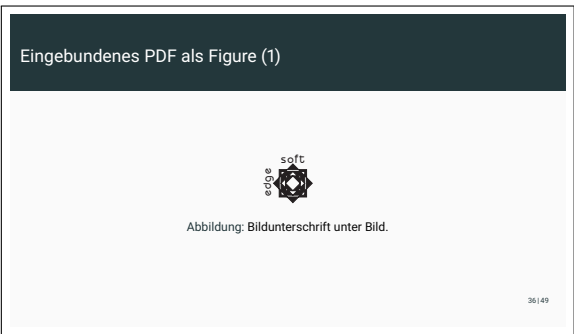 Eingebundenes PDF als Figure (1)
soft
edge
Abbildung: Bildunterschrift unter Bild.
36|49